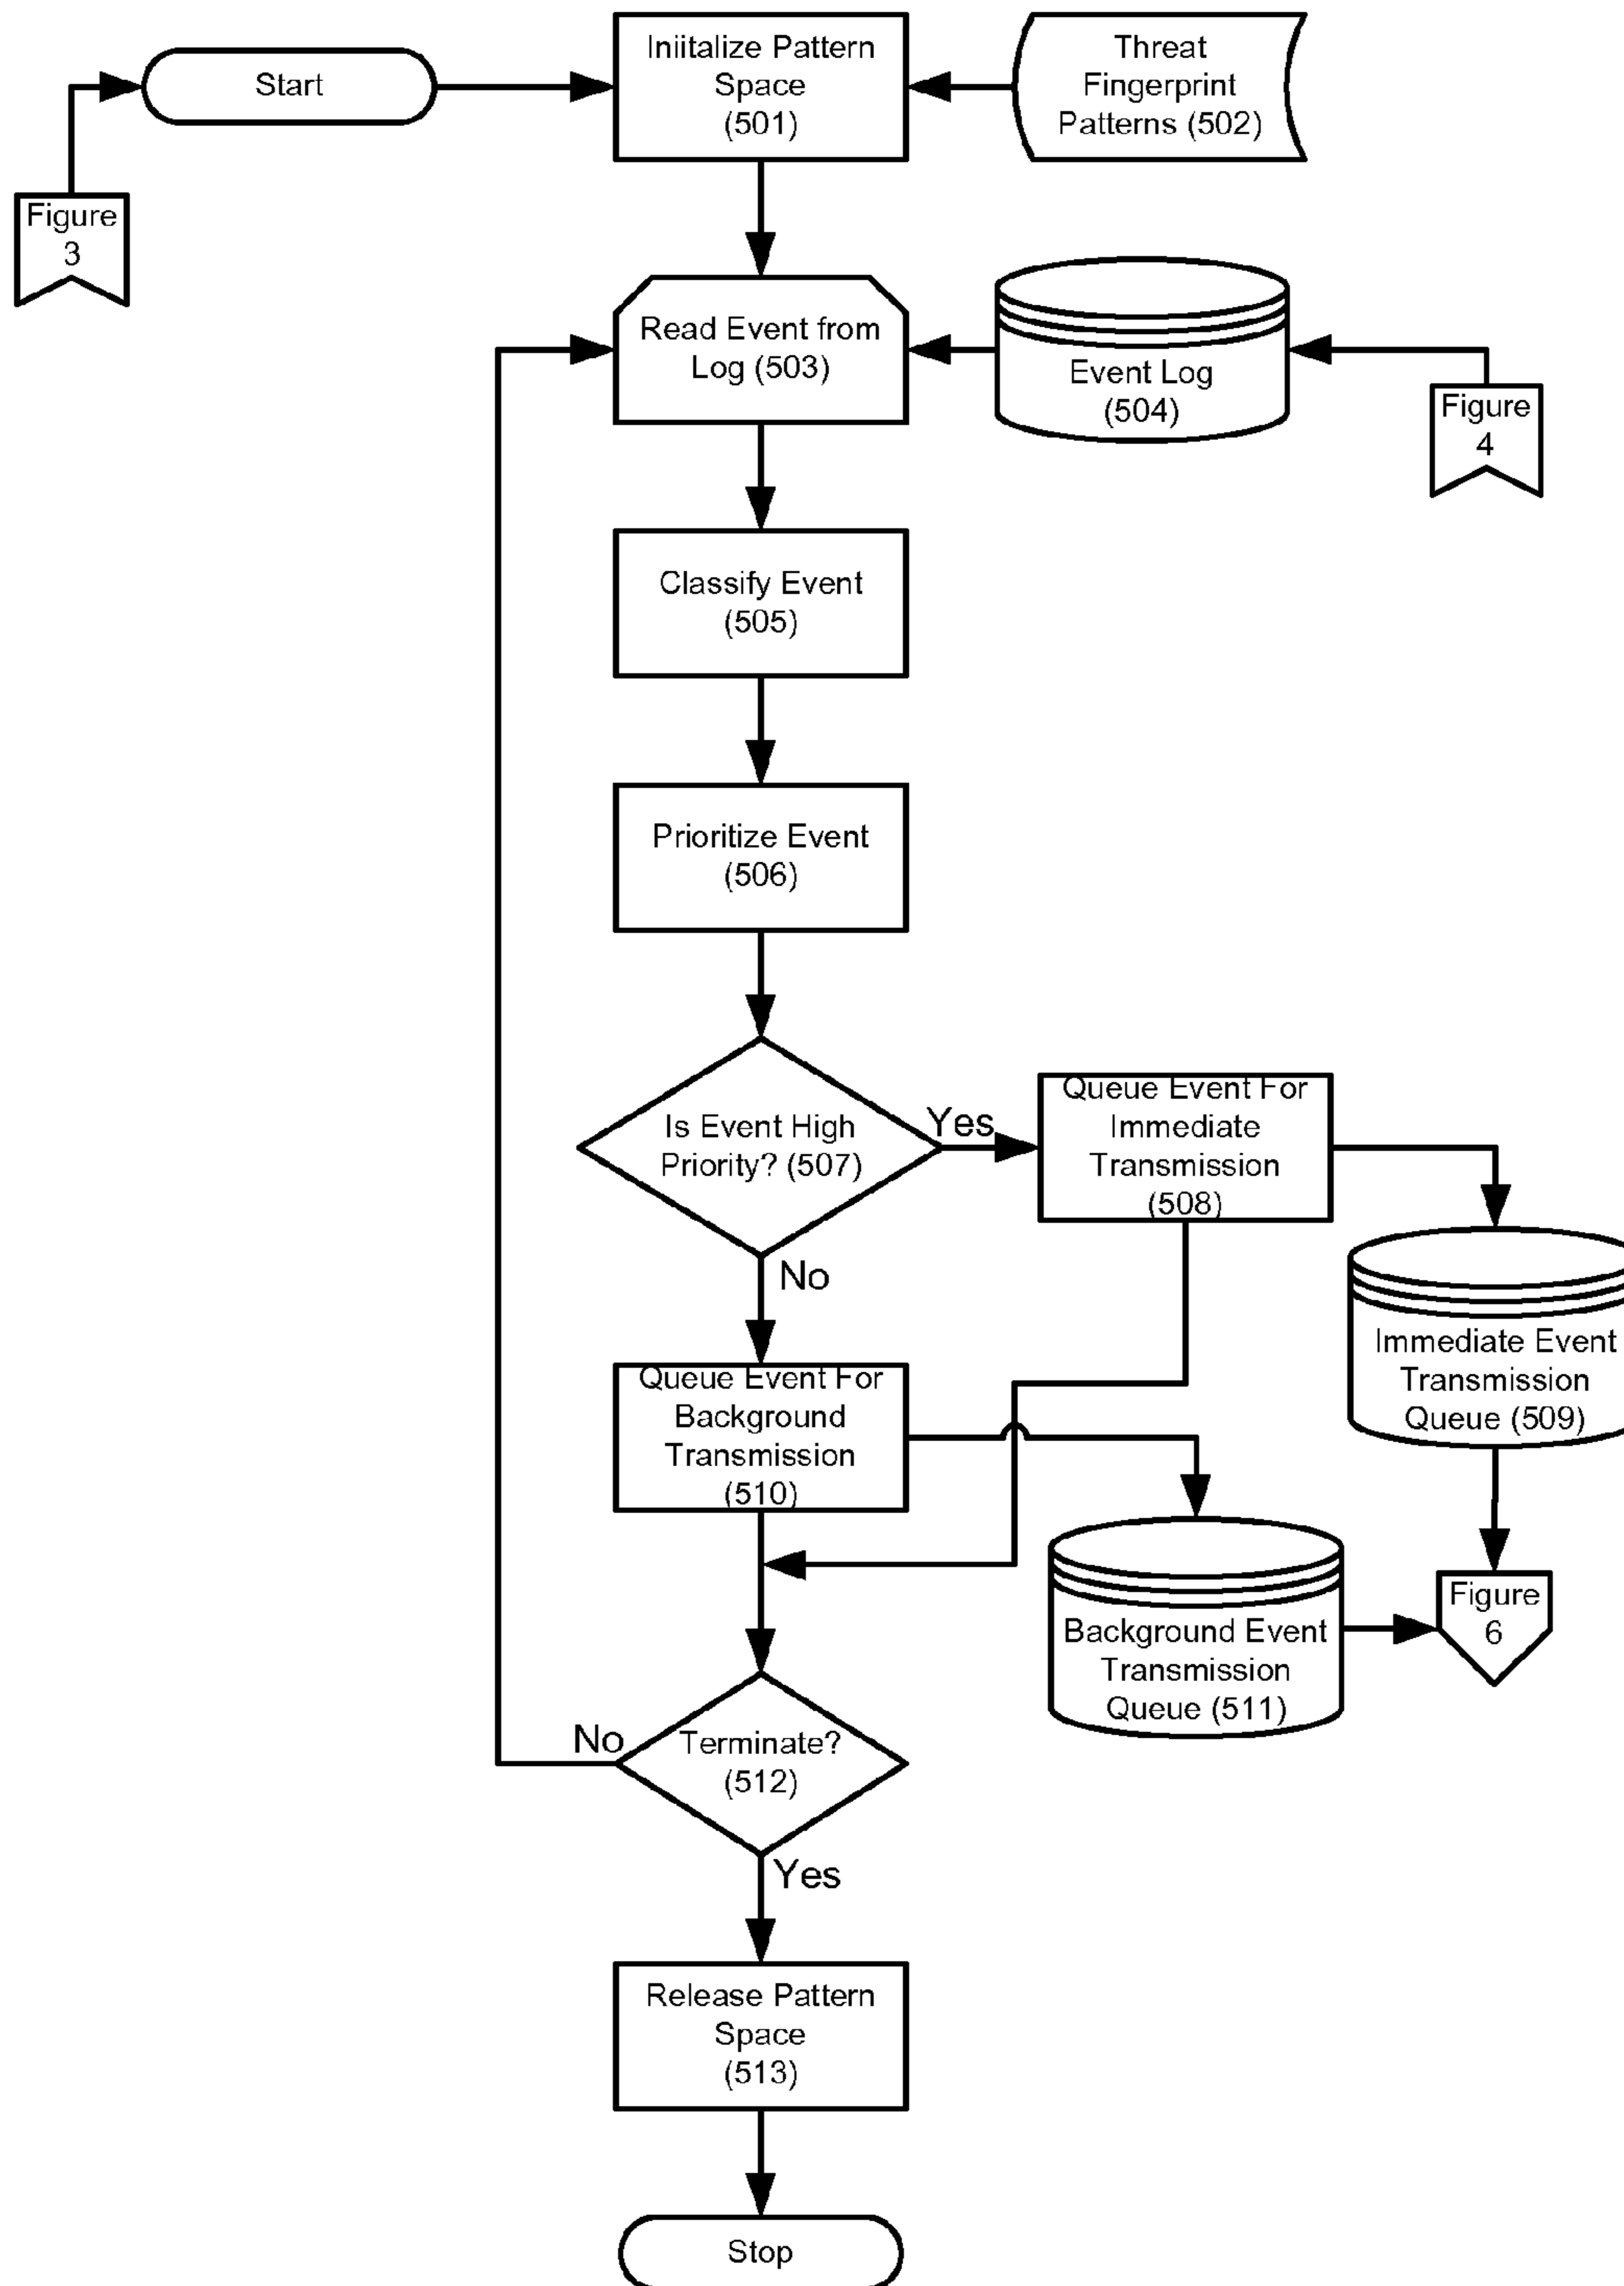 Start
Iniitalize Pattern
Space
(501)
Threat
Fingerprint
Patterns (502)
Figure
3
Read Event from
Log (503)
Event Log
(504)
Figure
4
Classify Event
(505)
Prioritize Event
(506)
Is Event High
Priority? (507)
Yes
No
Queue Event For
Immediate
Transmission
(508)
Immediate Event
Transmission
Queue (509)
Queue Event For
Background
Transmission
(510)
Background Event
Transmission
Queue (511)
Figure
6
Terminate?
(512)
No
Yes
Release Pattern
Space
(513)
Stop